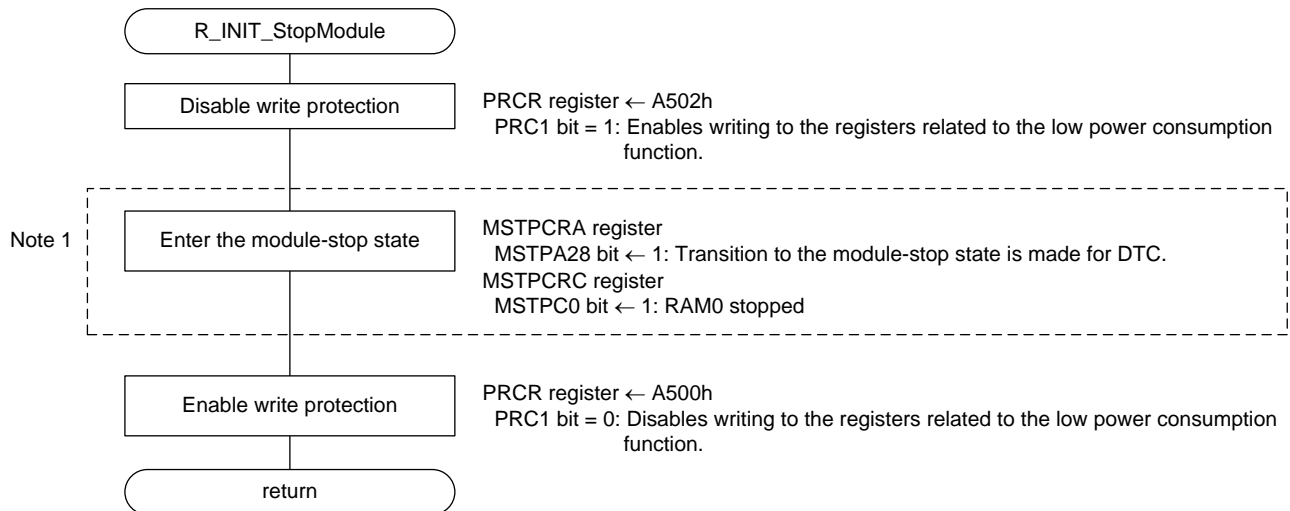 R_INIT_StopModule
Disable write protection
PRCR register ← A502h
PRC1 bit = 1: Enables writing to the registers related to the low power consumption
function.
Note 1
Enter the module-stop state
MSTPCRA register
MSTPA28 bit ← 1: Transition to the module-stop state is made for DTC.
MSTPCRC register
MSTPC0 bit ← 1: RAM0 stopped
Enable write protection
PRCR register ← A500h
PRC1 bit = 0: Disables writing to the registers related to the low power consumption
function.
return